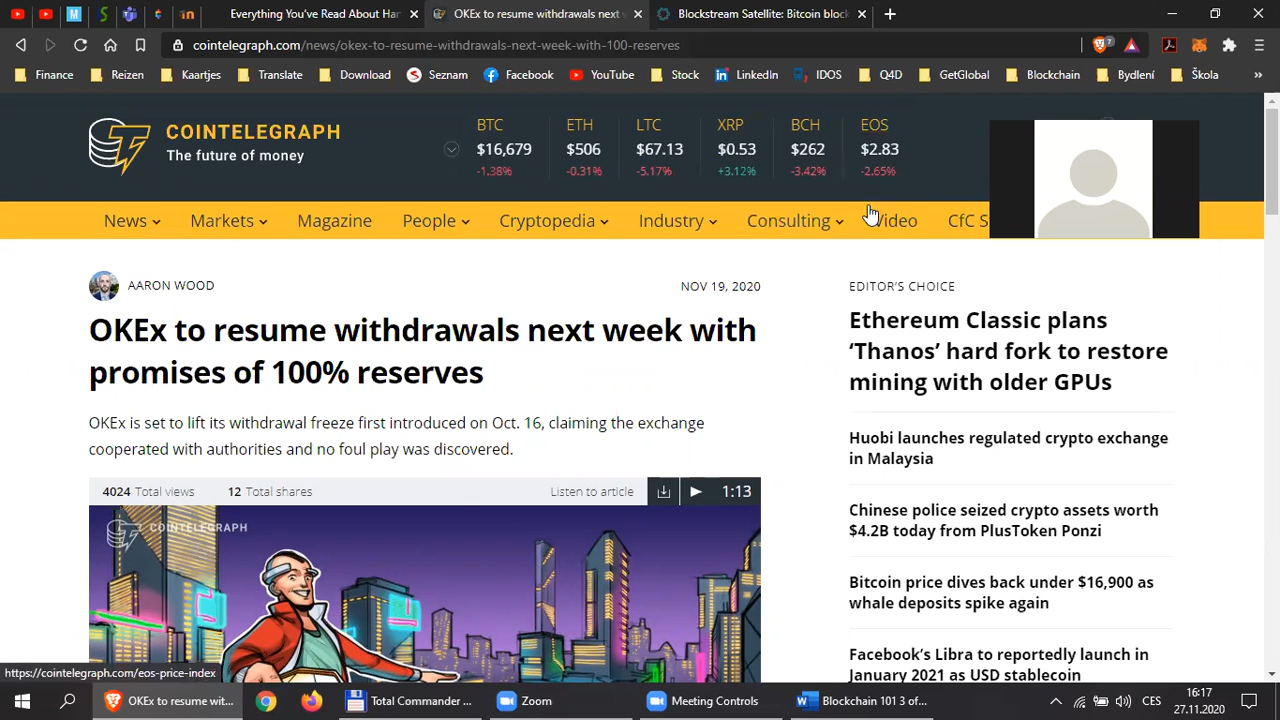 Everything You've Read About Har
OKEx to resume withdrawals next w
Blockstream Satellite: Bitcoin block
cointelegraph.com/news/okex-to-resume-withdrawals-next-week-with-100-reserves
7
Finance
Reizen
Kaartjes
Translate
Download
Seznam
Facebook
YouTube
Stock
LinkedIn
IDOS
Q4D
GetGlobal
Blockchain
Bydlení
Škola
COINTELEGRAPH
The future of money
BTC
$16,679
-1.38%
ETH
$506
-0.31%
LTC
$67.13
-5.17%
XRP
$0.53
+3.12%
BCH
$262
-3.42%
EOS
$2.83
-2.65%
News
Markets
Magazine
People
Cryptopedia
Industry
Consulting
Video
CfC S
AARON WOOD
NOV 19, 2020
OKEx to resume withdrawals next week with
promises of 100% reserves
OKEx is set to lift its withdrawal freeze first introduced on Oct. 16, claiming the exchange
cooperated with authorities and no foul play was discovered.
4024 Total views
12 Total shares
Listen to article
1:13
COINTELEGRAPH
EDITOR'S CHOICE
Ethereum Classic plans
‘Thanos’ hard fork to restore
mining with older GPUs
Huobi launches regulated crypto exchange
in Malaysia
Chinese police seized crypto assets worth
$4.2B today from PlusToken Ponzi
Bitcoin price dives back under $16,900 as
whale deposits spike again
Facebook's Libra to reportedly launch in
January 2021 as USD stablecoin
https://cointelegraph.com/eos-price-index
OKEx to resume wit...
Total Commander ...
Zoom
Meeting Controls
Blockchain 101 3 of...
CES
16:17
27.11.2020